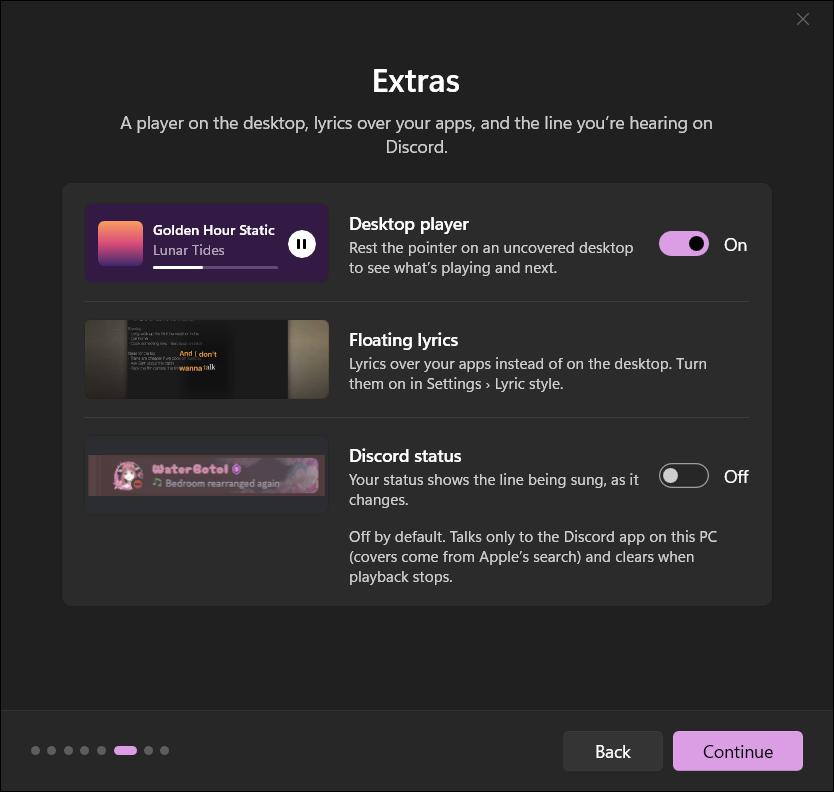 Extras
A player on the desktop, lyrics over your apps, and the line you’re hearing on
Discord.
Golden Hour Static
Lunar Tides
Desktop player
Rest the pointer on an uncovered desktop
to see what’s playing and next.
On
And I don't
wanna talk
Floating lyrics
Lyrics over your apps instead of on the desktop. Turn
them on in Settings › Lyric style.
WaterBotol
Bedroom rearranged again
Discord status
Your status shows the line being sung, as it
changes.
Off
Off by default. Talks only to the Discord app on this PC
(covers come from Apple’s search) and clears when
playback stops.
Back
Continue